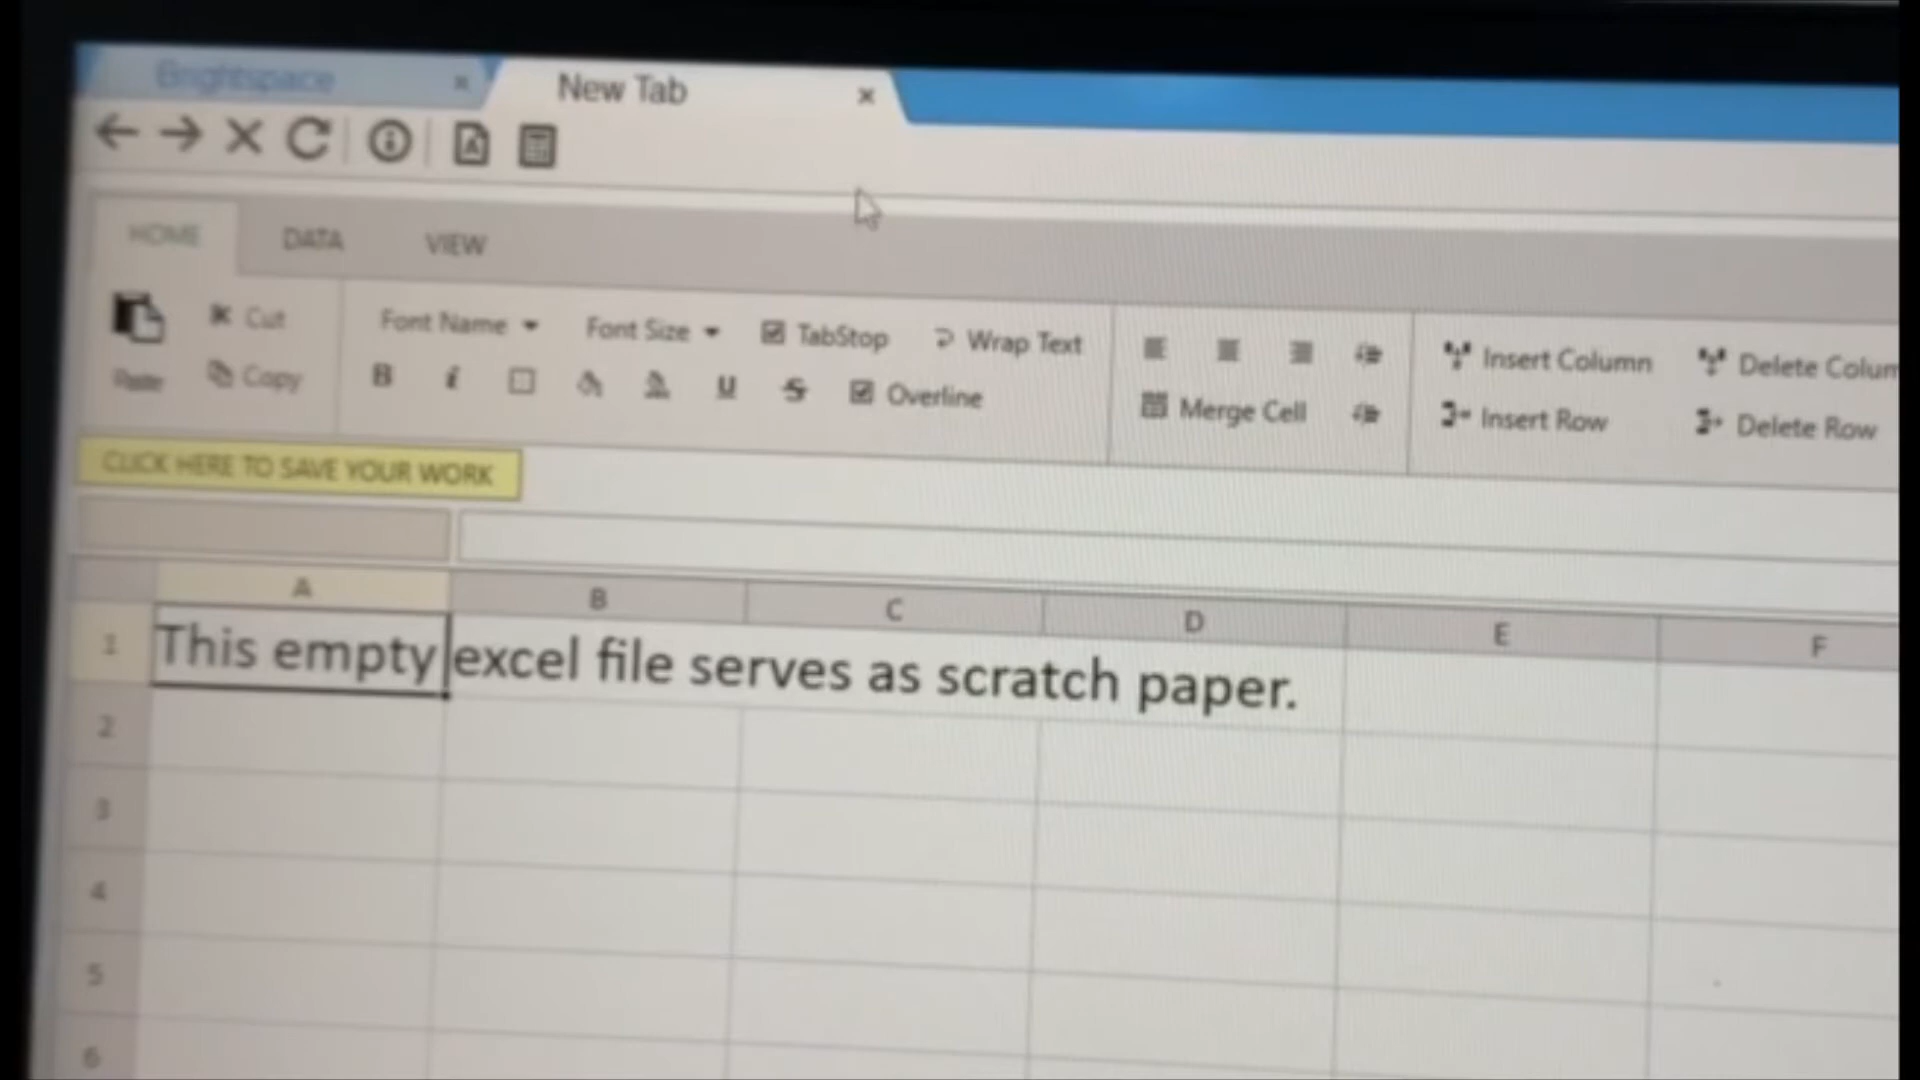 Brightspace
New Tab
HOME DATA VIEW
Paste
Cut
Copy
Font Name
Font Size
TabStop
Wrap Text
B i U S
Overline
Merge Cell
Insert Column
Delete Colum
Insert Row
Delete Row
CLICK HERE TO SAVE YOUR WORK
A B C D E F
1 This empty excel file serves as scratch paper.
2
3
4
5
6